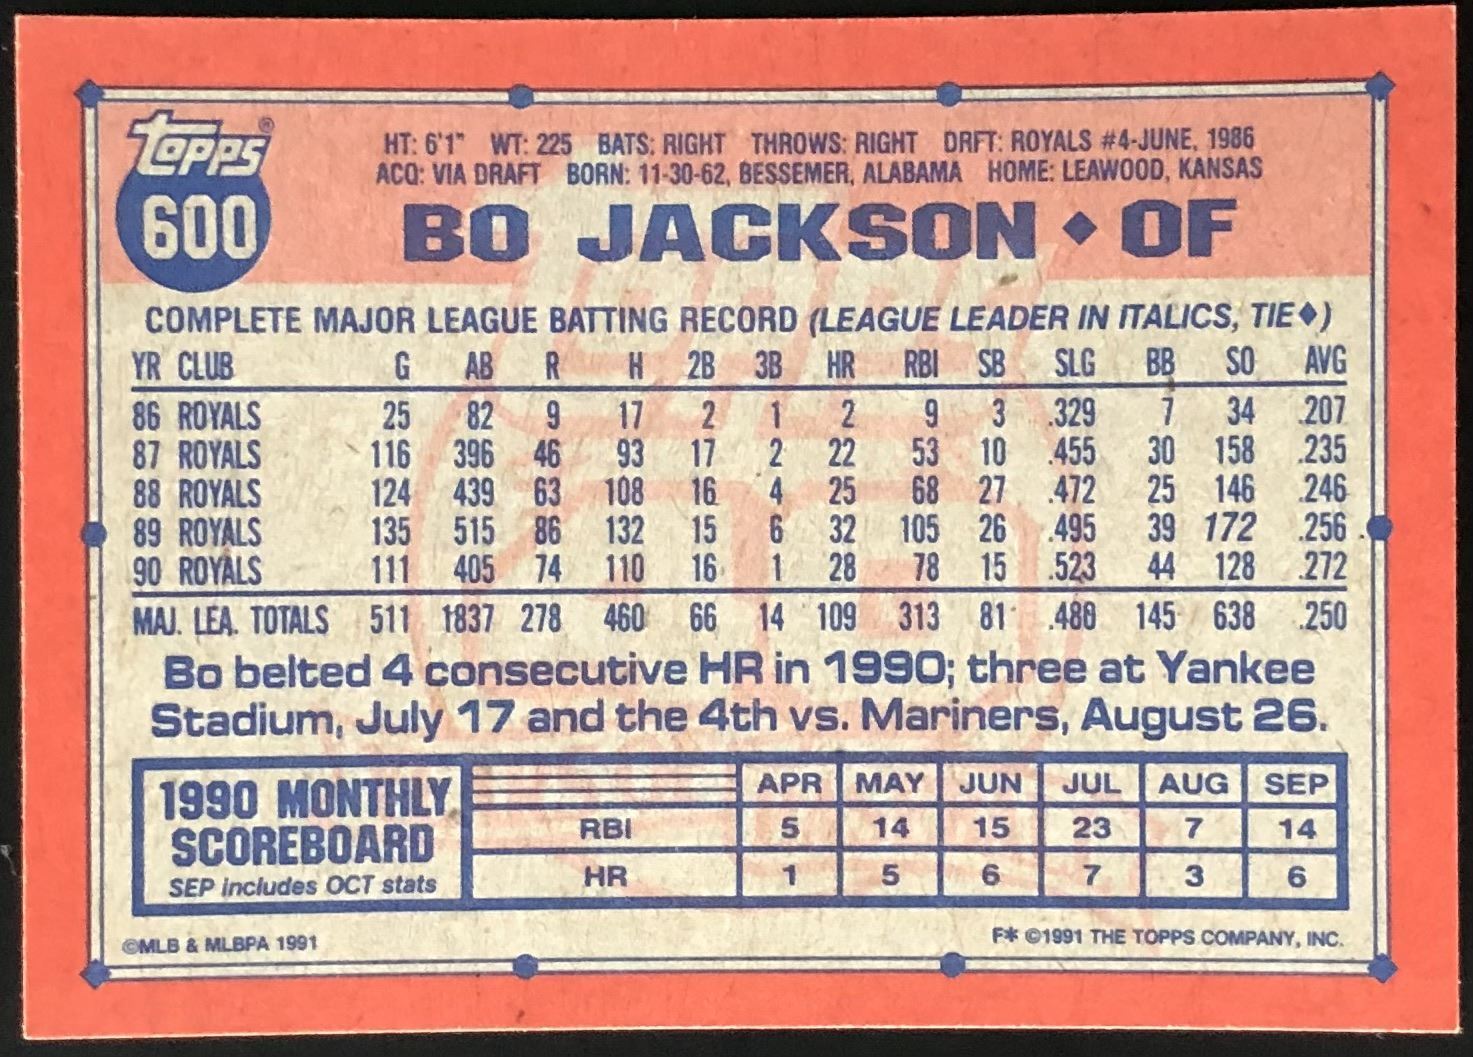 topps®
600
HT: 6'1" WT: 225 BATS: RIGHT THROWS: RIGHT DRFT: ROYALS #4-JUNE, 1986
ACQ: VIA DRAFT BORN: 11-30-62, BESSEMER, ALABAMA HOME: LEAWOOD, KANSAS
BO JACKSON ◆ OF
COMPLETE MAJOR LEAGUE BATTING RECORD (LEAGUE LEADER IN ITALICS, TIE◆)
YR CLUB G AB R H 2B 3B HR RBI SB SLG BB SO AVG
86 ROYALS 25 82 9 17 2 1 2 9 3 .329 7 34 .207
87 ROYALS 116 396 46 93 17 2 22 53 10 .455 30 158 .235
88 ROYALS 124 439 63 108 16 4 25 68 27 .472 25 146 .246
89 ROYALS 135 515 86 132 15 6 32 105 26 .495 39 172 .256
90 ROYALS 111 405 74 110 16 1 28 78 15 .523 44 128 .272
MAJ. LEA. TOTALS 511 1837 278 460 66 14 109 313 81 .480 145 638 .250
Bo belted 4 consecutive HR in 1990; three at Yankee
Stadium, July 17 and the 4th vs. Mariners, August 26.
1990 MONTHLY
SCOREBOARD
SEP includes OCT stats
APR MAY JUN JUL AUG SEP
RBI 5 14 15 23 7 14
HR 1 5 6 7 3 6
©MLB & MLBPA 1991
F* ©1991 THE TOPPS COMPANY, INC.